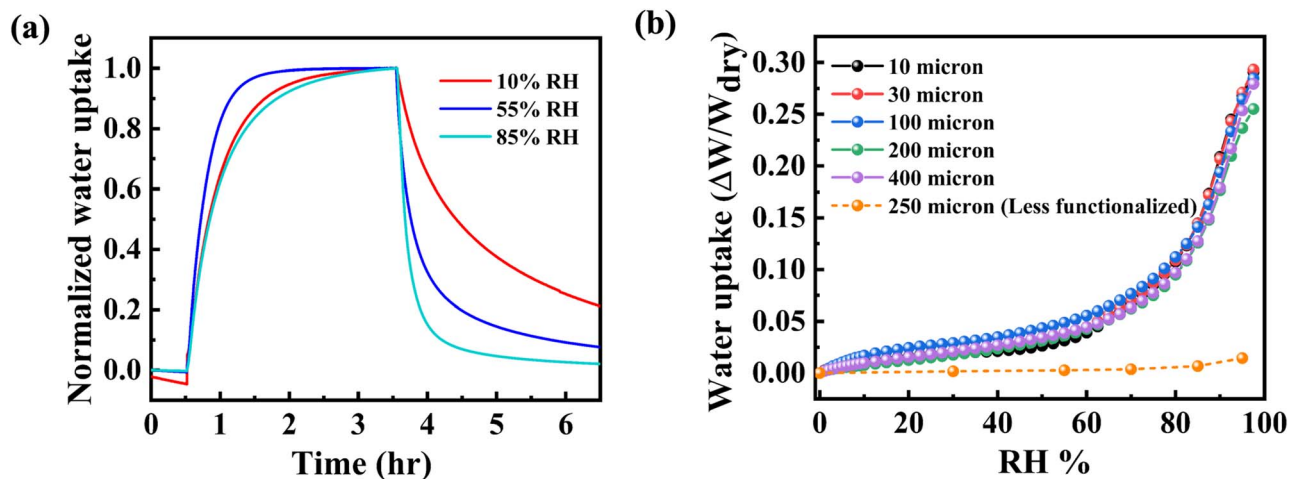 (a)
Normalized water uptake
1.0
0.8
0.6
0.4
0.2
0.0
10% RH
55% RH
85% RH
0 1 2 3 4 5 6
Time (hr)
(b)
Water uptake (ΔW/Wdry)
0.30
0.25
0.20
0.15
0.10
0.05
0.00
10 micron
30 micron
100 micron
200 micron
400 micron
250 micron (Less functionalized)
0 20 40 60 80 100
RH %